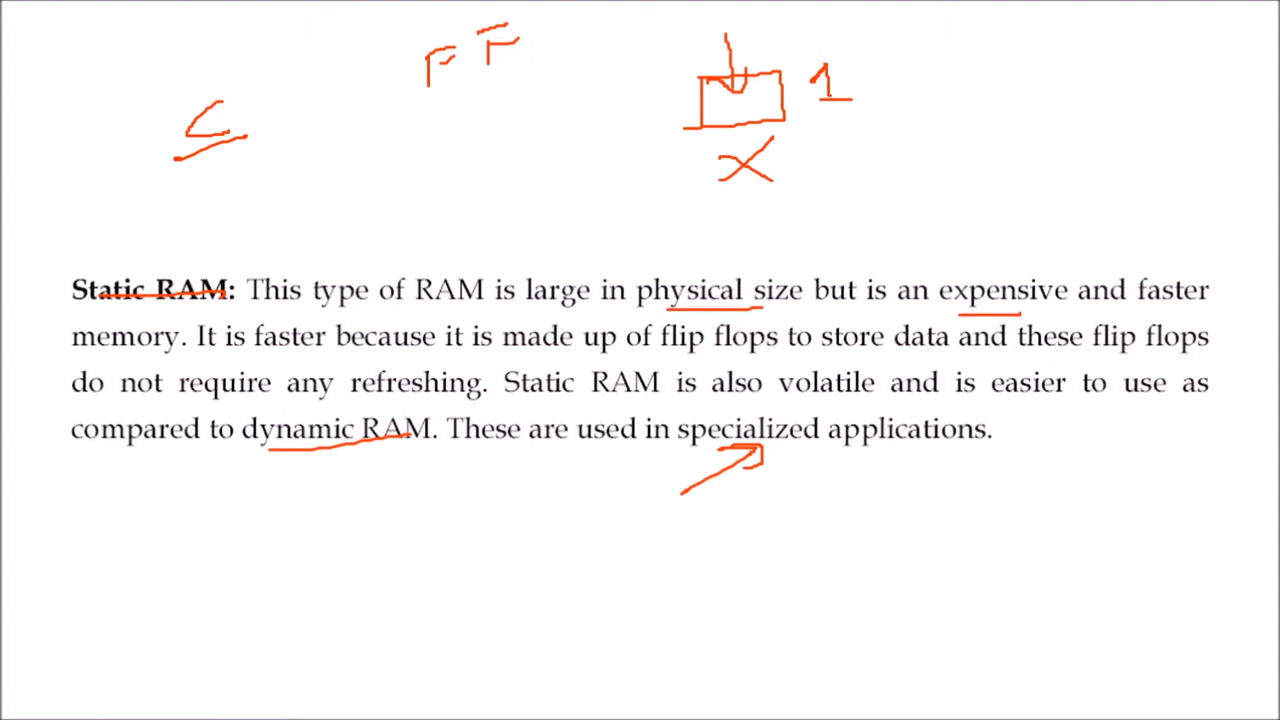 F F
1
C
X
Static RAM: This type of RAM is large in physical size but is an expensive and faster
memory. It is faster because it is made up of flip flops to store data and these flip flops
do not require any refreshing. Static RAM is also volatile and is easier to use as
compared to dynamic RAM. These are used in specialized applications.